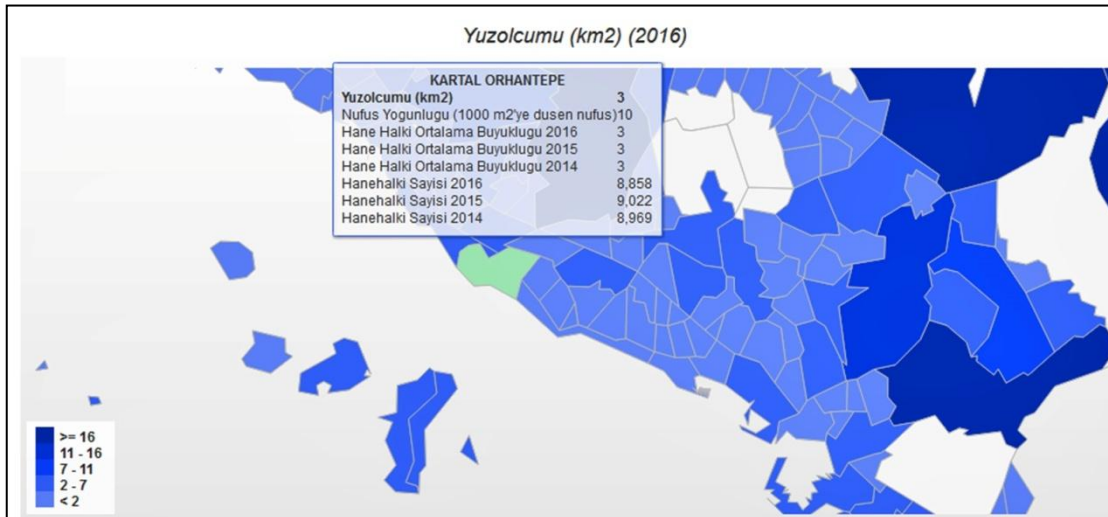 Yuzolcumu (km2) (2016)
KARTAL ORHANTEPE
Yuzolcumu (km2) 3
Nufus Yogunlugu (1000 m2'ye dusen nufus)10
Hane Halki Ortalama Buyuklugu 2016 3
Hane Halki Ortalama Buyuklugu 2015 3
Hane Halki Ortalama Buyuklugu 2014 3
Hanehalki Sayisi 2016 8,858
Hanehalki Sayisi 2015 9,022
Hanehalki Sayisi 2014 8,969
>= 16
11 - 16
7 - 11
2 - 7
< 2